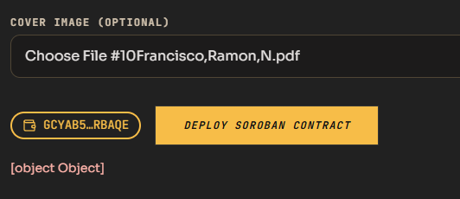 COVER IMAGE (OPTIONAL)
Choose File #10Francisco,Ramon,N.pdf
GCYAB5…RBAQE
DEPLOY SOROBAN CONTRACT
[object Object]